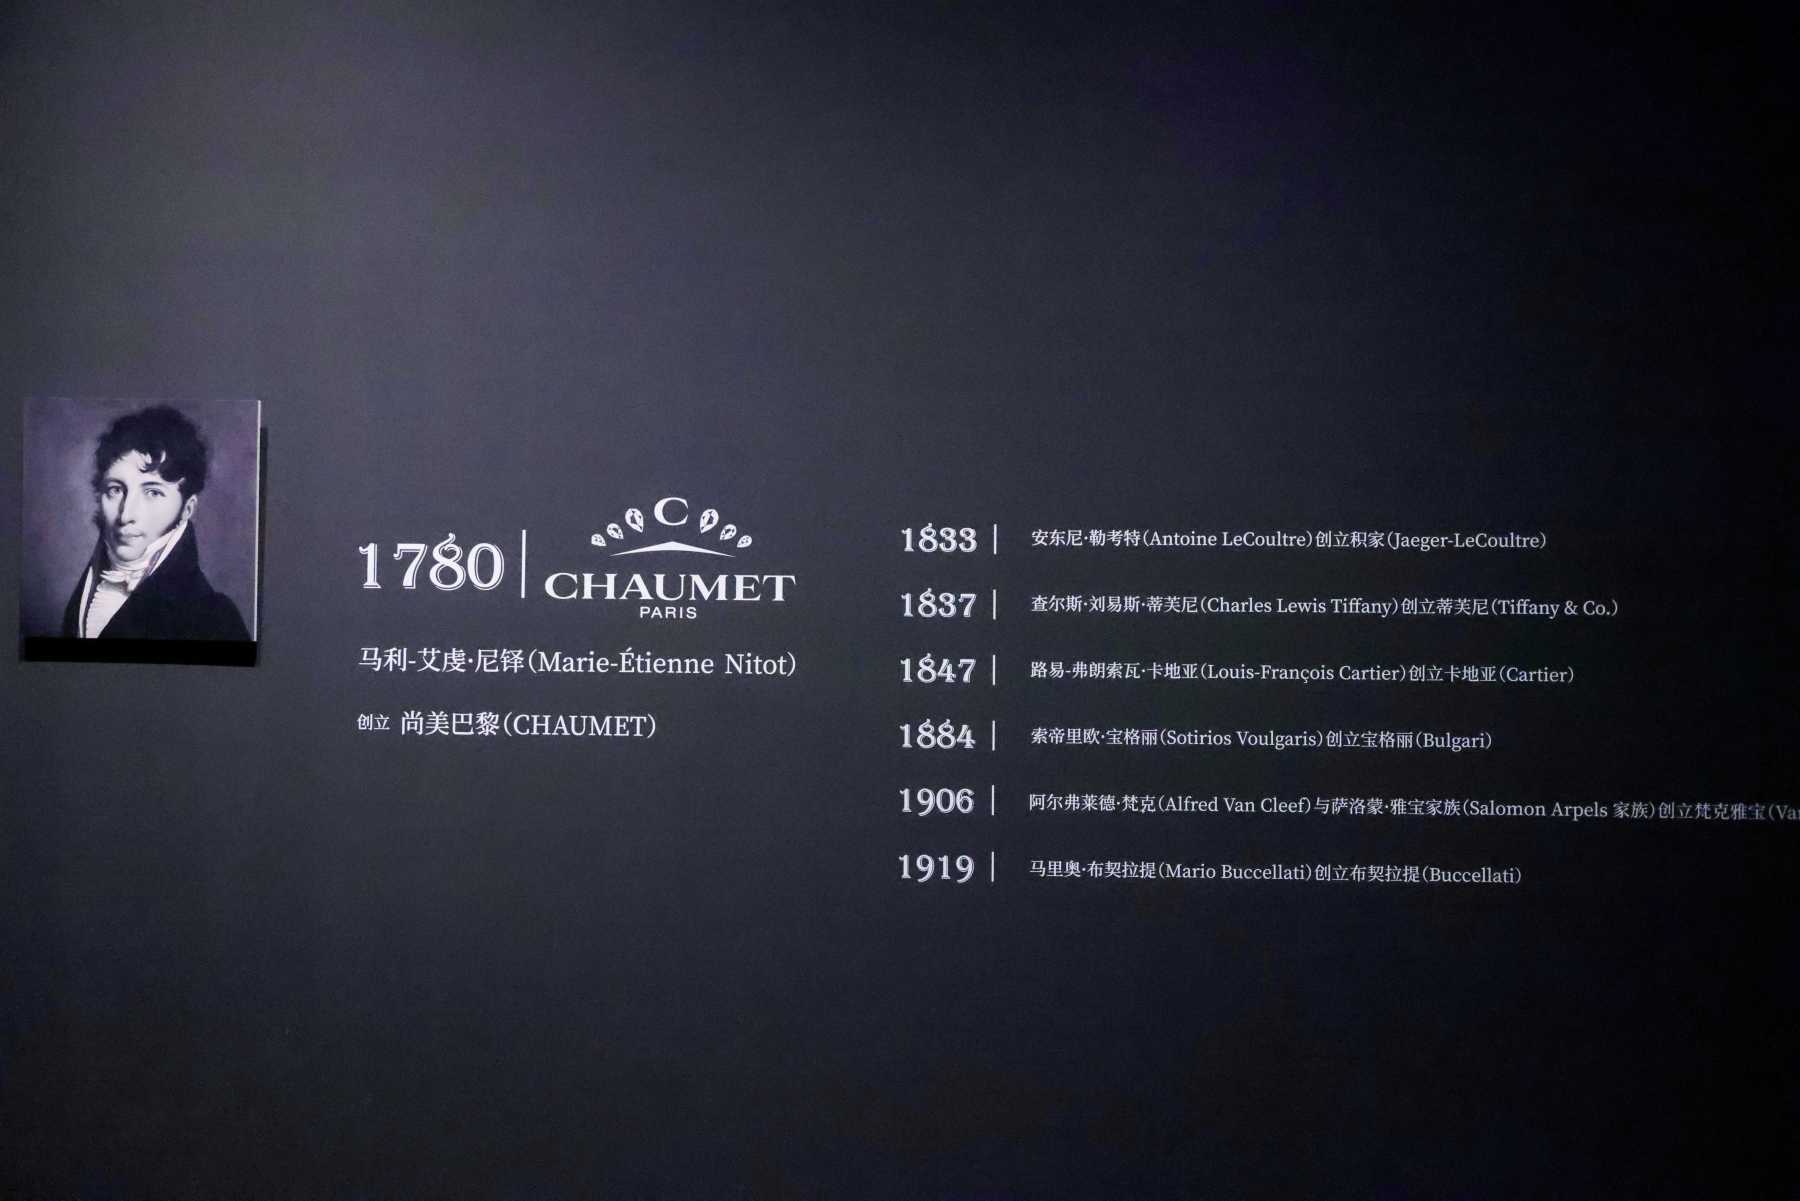 1780
C
CHAUMET
PARIS
马利-艾虔·尼铎(Marie-Étienne Nitot)
创立 尚美巴黎(CHAUMET)
1833 | 安东尼·勒考特(Antoine LeCoultre)创立积家(Jaeger-LeCoultre)
1837 | 查尔斯·刘易斯·蒂芙尼(Charles Lewis Tiffany)创立蒂芙尼(Tiffany & Co.)
1847 | 路易-弗朗索瓦·卡地亚(Louis-François Cartier)创立卡地亚(Cartier)
1884 | 索帝里欧·宝格丽(Sotirios Voulgaris)创立宝格丽(Bulgari)
1906 | 阿尔弗莱德·梵克(Alfred Van Cleef)与萨洛蒙·雅宝家族(Salomon Arpels 家族)创立梵克雅宝(Van
1919 | 马里奥·布契拉提(Mario Buccellati)创立布契拉提(Buccellati)